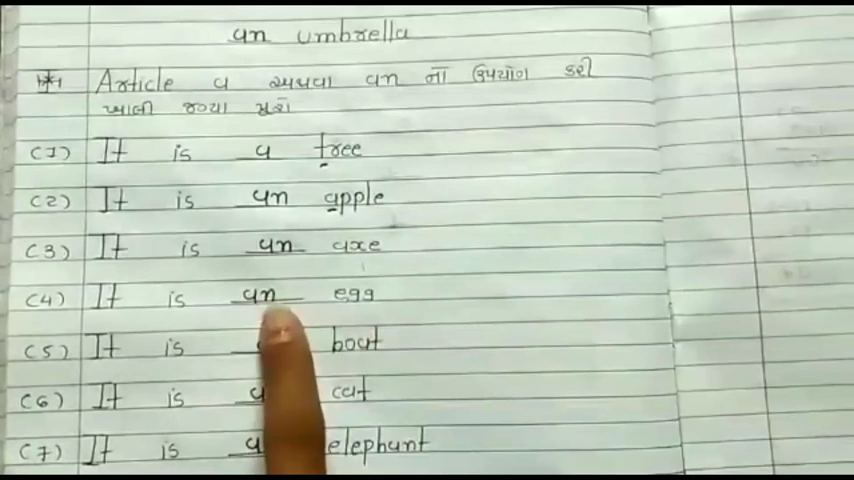 an umbrella
* Article a અથવા an નો ઉપયોગ કરી
ખાલી જગ્યા પૂરો
(1) It is a tree
(2) It is an apple
(3) It is an axe
(4) It is an egg
(5) It is boat
(6) It is a cat
(7) It is elephant